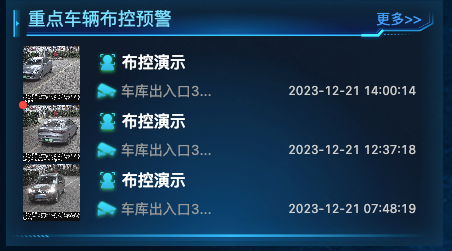 重点车辆布控预警
更多>>
布控演示
车库出入口3...
2023-12-21 14:00:14
布控演示
车库出入口3...
2023-12-21 12:37:18
布控演示
车库出入口3...
2023-12-21 07:48:19